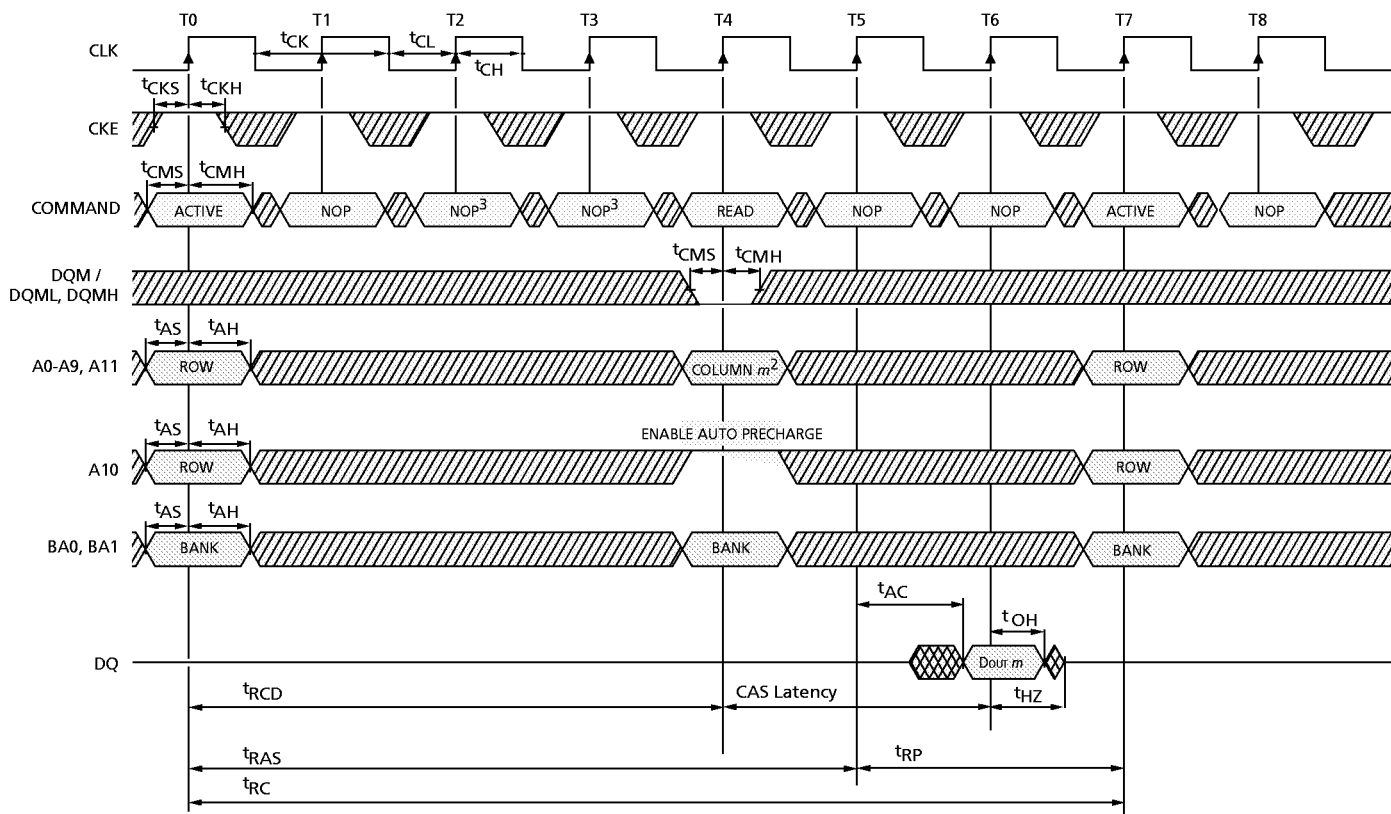 T0 T1 T2 T3 T4 T5 T6 T7 T8
CLK
tCK tCL
tCH
tCKS tCKH
CKE
tCMS tCMH
COMMAND ACTIVE NOP NOP3 NOP3 READ NOP NOP ACTIVE NOP
tCMS tCMH
DQM /
DQML, DQMH
tAS tAH
A0-A9, A11 ROW COLUMN m2 ROW
tAS tAH
ENABLE AUTO PRECHARGE
A10 ROW ROW
tAS tAH
BA0, BA1 BANK BANK BANK
tAC
tOH
DQ DOUT m
tRCD CAS Latency tHZ
tRAS tRP
tRC